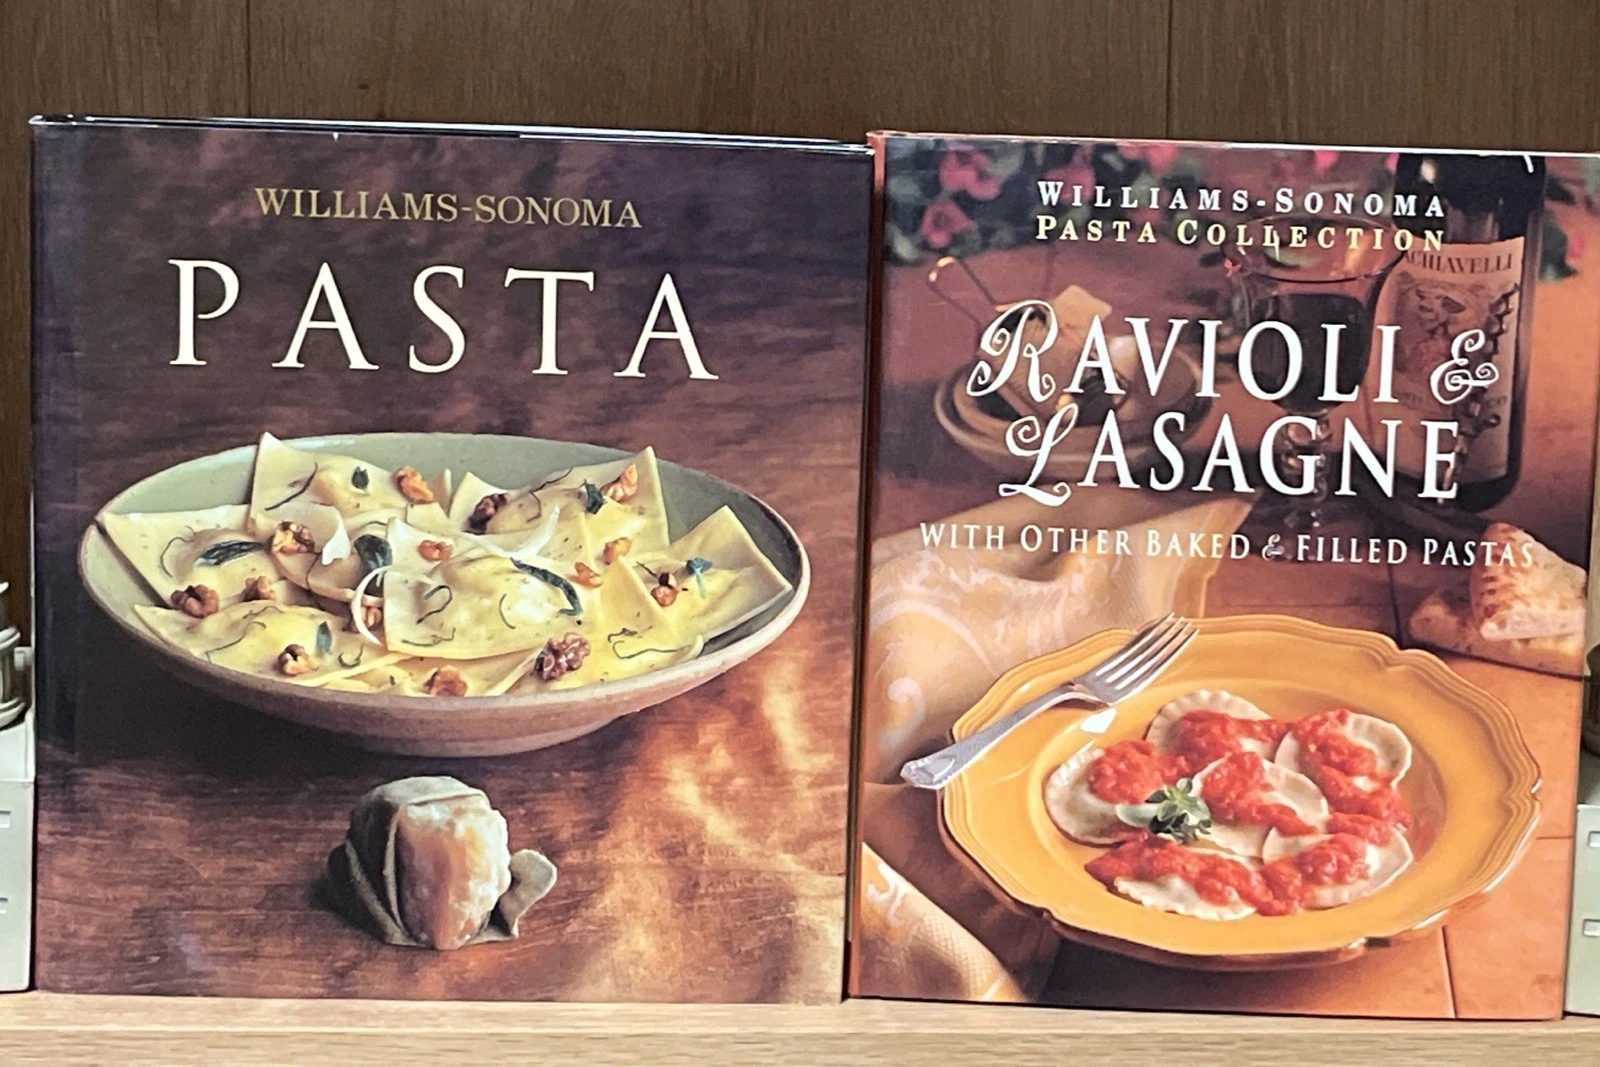 WILLIAMS-SONOMA
PASTA
WILLIAMS-SONOMA
PASTA COLLECTION
RAVIOLI &
LASAGNE
WITH OTHER BAKED & FILLED PASTAS